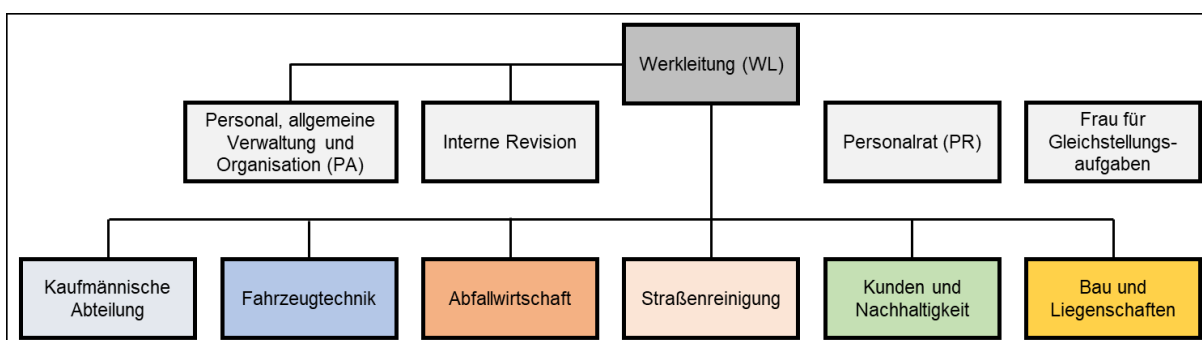 Werkleitung (WL)
Personal, allgemeine
Verwaltung und
Organisation (PA)
Interne Revision
Personalrat (PR)
Frau für
Gleichstellungs-
aufgaben
Kaufmännische
Abteilung
Fahrzeugtechnik
Abfallwirtschaft
Straßenreinigung
Kunden und
Nachhaltigkeit
Bau und
Liegenschaften